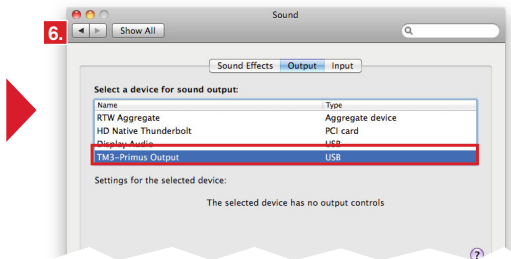 Sound
6.
Show All
Sound Effects Output Input
Select a device for sound output:
Name Type
RTW Aggregate Aggregate device
HD Native Thunderbolt PCI card
Display Audio USB
TM3-Primus Output USB
Settings for the selected device:
The selected device has no output controls
?